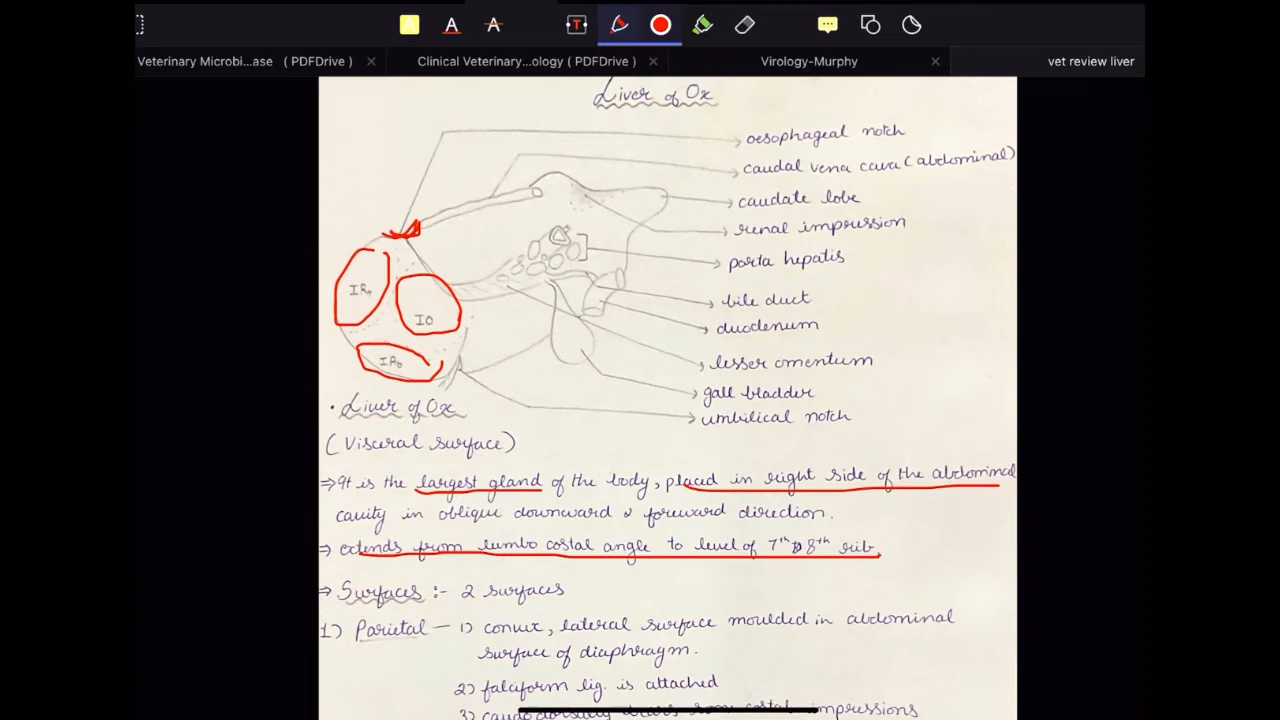 Veterinary Microbi...ase ( PDFDrive )
Clinical Veterinary...ology ( PDFDrive )
Virology-Murphy
vet review liver
Liver of Ox
oesophageal notch
caudal vena cava (abdominal)
caudate lobe
renal impression
porta hepatis
bile duct
duodenum
lesser omentum
gall bladder
umbilical notch
IO
• Liver of Ox
(Visceral surface)
⇒ It is the largest gland of the body, placed in right side of the abdominal
cavity in oblique downward & foreward direction.
⇒ extends from lumbo costal angle to level of 7th 8th rib.
⇒ Surfaces :- 2 surfaces
1) Parietal — 1) convex, lateral surface moulded in abdominal
surface of diaphragm.
2) falciform lig. is attached
3) impressions